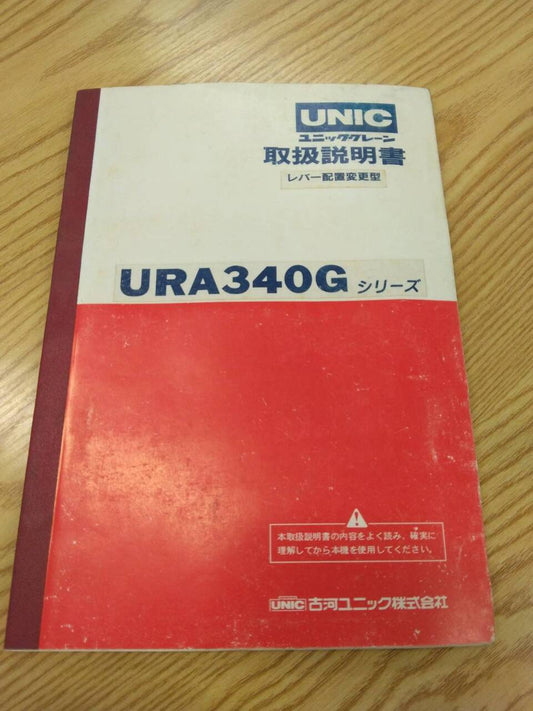 UNIC
ユニッククレーン
取扱説明書
レバー配置変更型
URA340G シリーズ
本取扱説明書の内容をよく読み、確実に
理解してから本機を使用してください。
UNIC 古河ユニック株式会社